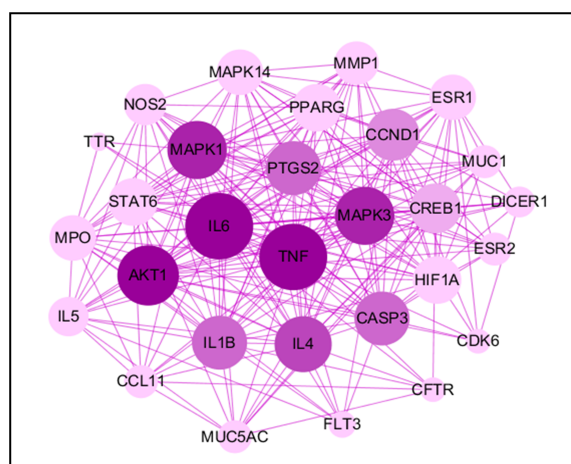 MMP1
MAPK14
ESR1
NOS2
PPARG
CCND1
TTR
MAPK1
PTGS2
MUC1
STAT6
DICER1
MAPK3
CREB1
IL6
MPO
ESR2
TNF
AKT1
HIF1A
IL5
CASP3
CDK6
IL1B
IL4
CCL11
CFTR
FLT3
MUC5AC